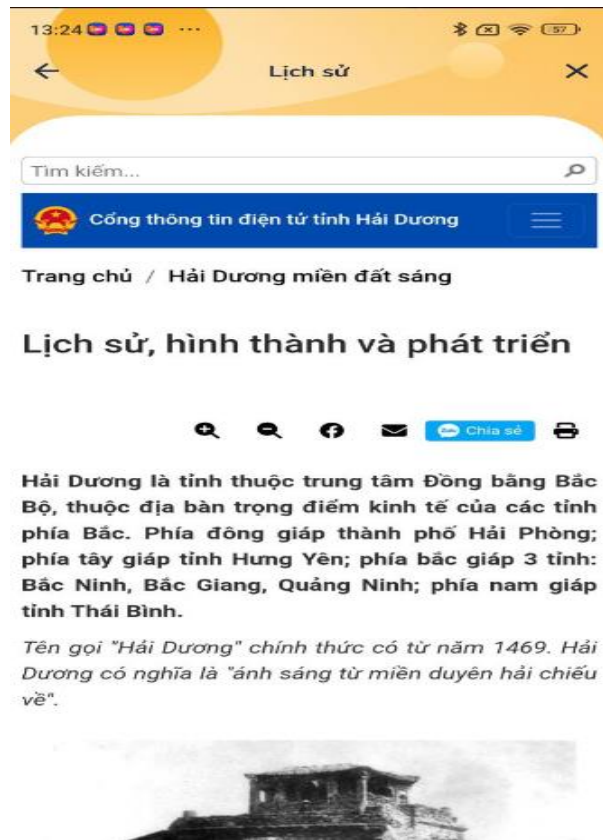 13:24
57
Lịch sử
Tìm kiếm...
Cổng thông tin điện tử tỉnh Hải Dương
Trang chủ / Hải Dương miền đất sáng
Lịch sử, hình thành và phát triển
Chia sẻ
Hải Dương là tỉnh thuộc trung tâm Đồng bằng Bắc
Bộ, thuộc địa bàn trọng điểm kinh tế của các tỉnh
phía Bắc. Phía đông giáp thành phố Hải Phòng;
phía tây giáp tỉnh Hưng Yên; phía bắc giáp 3 tỉnh:
Bắc Ninh, Bắc Giang, Quảng Ninh; phía nam giáp
tỉnh Thái Bình.
Tên gọi "Hải Dương" chính thức có từ năm 1469. Hải
Dương có nghĩa là "ánh sáng từ miền duyên hải chiếu
về".